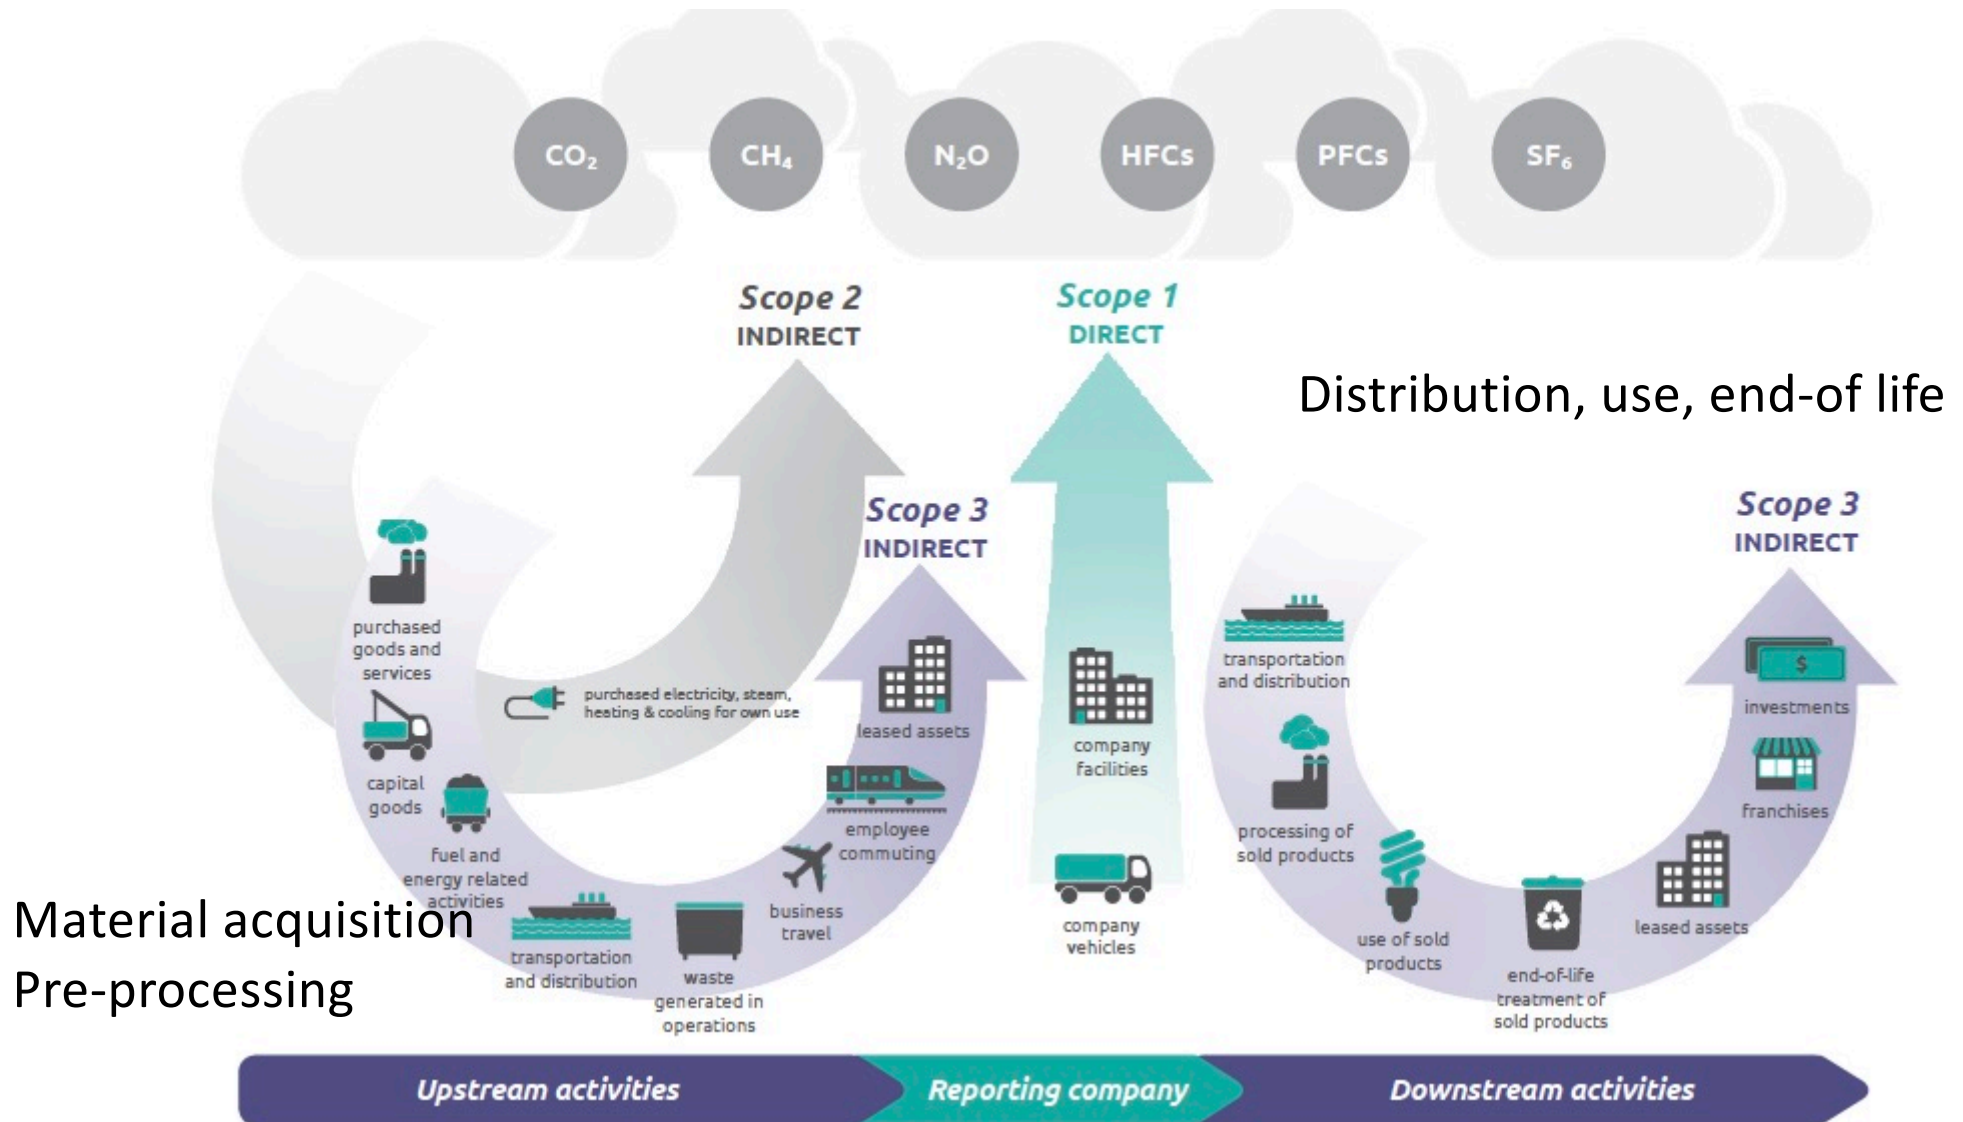 CO₂
CH₄
N₂O
HFCs
PFCs
SF₆
Scope 2
INDIRECT
Scope 1
DIRECT
Distribution, use, end-of life
Scope 3
INDIRECT
Scope 3
INDIRECT
purchased
goods and
services
capital
goods
fuel and
energy related
activities
Material acquisition
Pre-processing
transportation
and distribution
waste
generated in
operations
business
travel
employee
commuting
leased assets
purchased electricity, steam,
heating & cooling for own use
company
facilities
company
vehicles
transportation
and distribution
processing of
sold products
use of sold
products
end-of-life
treatment of
sold products
leased assets
franchises
$
investments
Upstream activities
Reporting company
Downstream activities